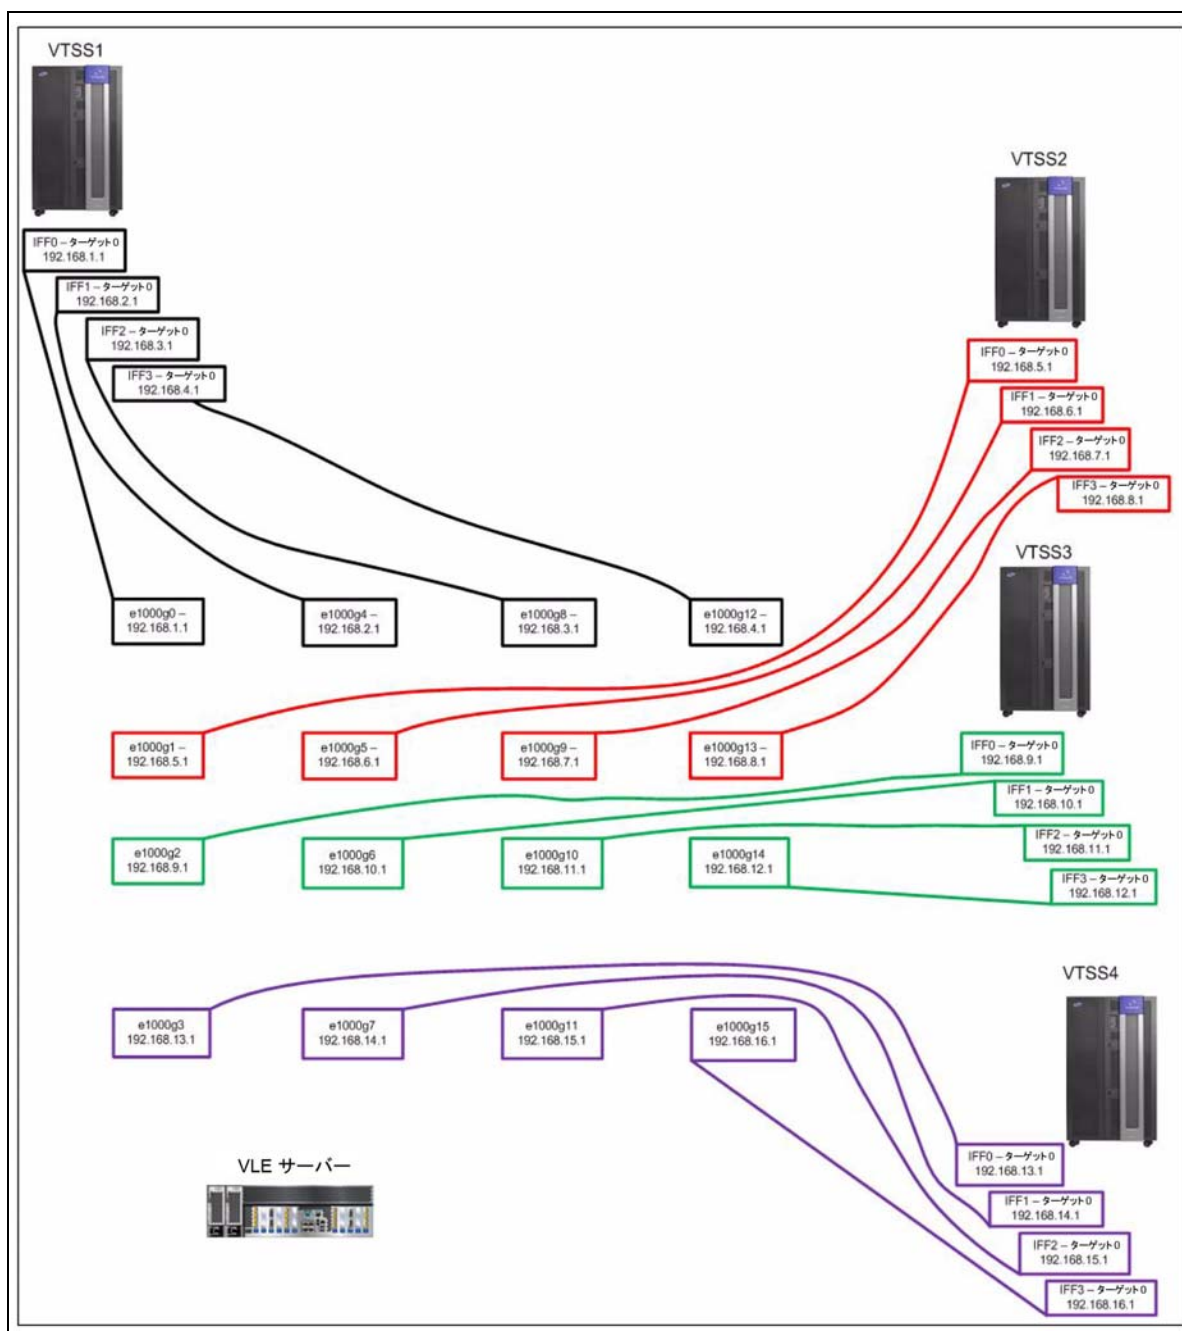 VTSS1
IFF0 – ターゲット0
192.168.1.1
IFF1 – ターゲット0
192.168.2.1
IFF2 – ターゲット0
192.168.3.1
IFF3 – ターゲット0
192.168.4.1
VTSS2
IFF0 – ターゲット0
192.168.5.1
IFF1 – ターゲット0
192.168.6.1
IFF2 – ターゲット0
192.168.7.1
IFF3 – ターゲット0
192.168.8.1
e1000g0 –
192.168.1.1
e1000g4 –
192.168.2.1
e1000g8 –
192.168.3.1
e1000g12 –
192.168.4.1
VTSS3
e1000g1 –
192.168.5.1
e1000g5 –
192.168.6.1
e1000g9 –
192.168.7.1
e1000g13 –
192.168.8.1
IFF0 – ターゲット0
192.168.9.1
IFF1 – ターゲット0
192.168.10.1
IFF2 – ターゲット0
192.168.11.1
IFF3 – ターゲット0
192.168.12.1
e1000g2
192.168.9.1
e1000g6
192.168.10.1
e1000g10
192.168.11.1
e1000g14
192.168.12.1
VTSS4
e1000g3
192.168.13.1
e1000g7
192.168.14.1
e1000g11
192.168.15.1
e1000g15
192.168.16.1
IFF0 – ターゲット0
192.168.13.1
IFF1 – ターゲット0
192.168.14.1
IFF2 – ターゲット0
192.168.15.1
IFF3 – ターゲット0
192.168.16.1
VLE サーバー